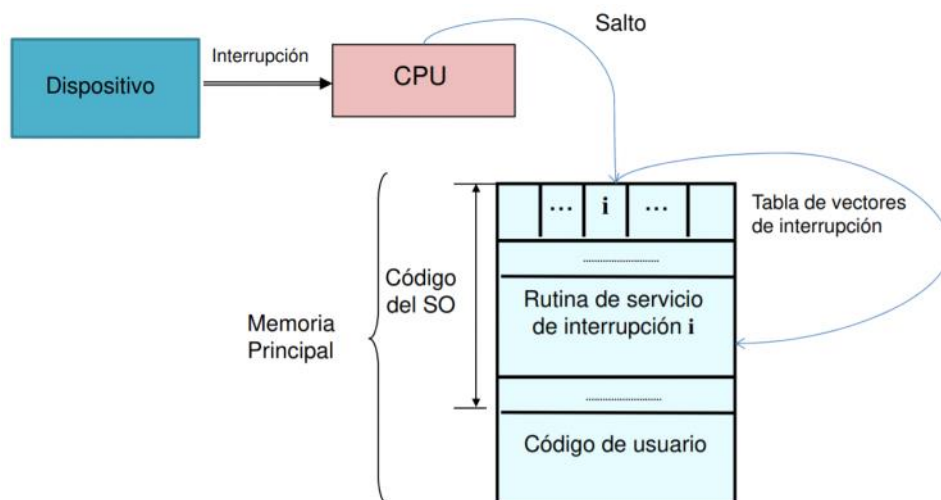 Salto
Interrupción
Dispositivo
CPU
... i ...
Tabla de vectores
de interrupción
Código
del SO
Rutina de servicio
de interrupción i
Memoria
Principal
Código de usuario